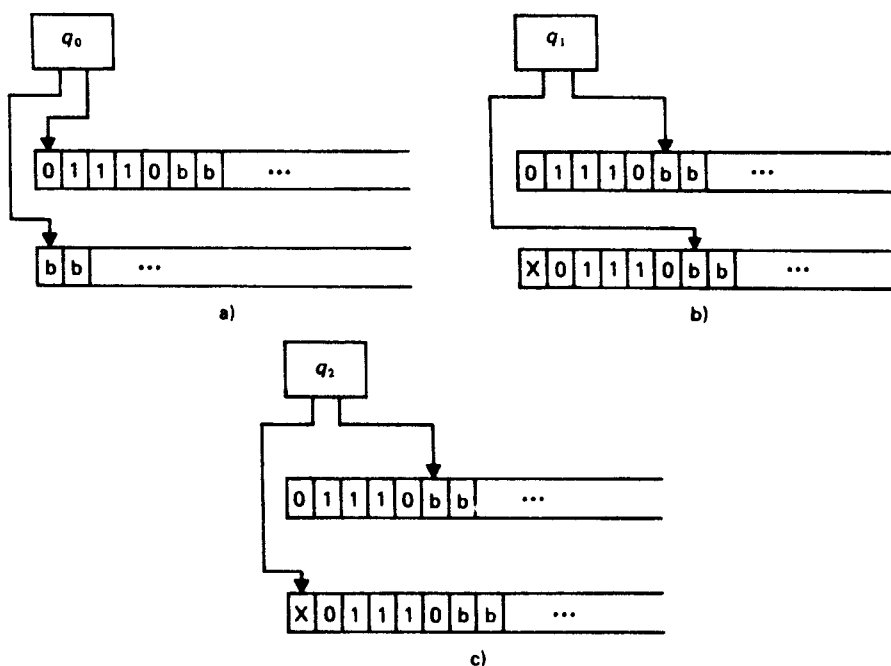 q₀
0 1 1 1 0 b b ...
b b ...
a)
q₁
0 1 1 1 0 b b ...
X 0 1 1 1 0 b b ...
b)
q₂
0 1 1 1 0 b b ...
X 0 1 1 1 0 b b ...
c)